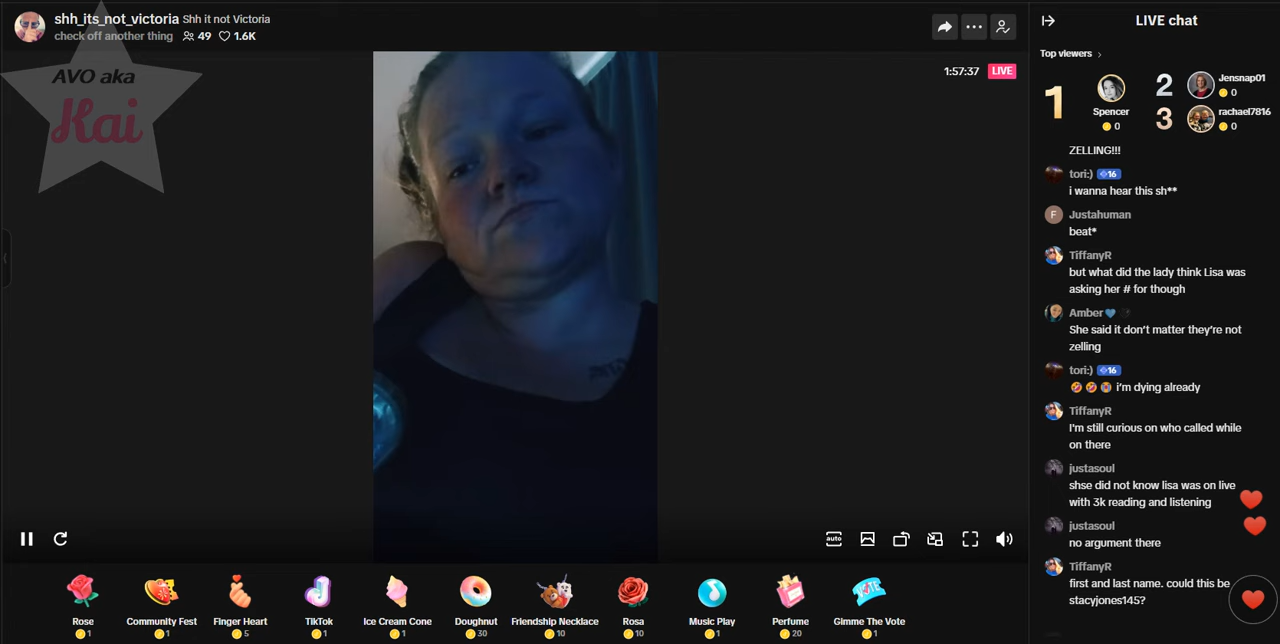 shh_its_not_victoria Shh it not Victoria
check off another thing 49 1.6K
AVO aka
Kai
1:57:37 LIVE
LIVE chat
Top viewers
1
Spencer
0
2
Jensnap01
0
3
rachael7816
0
ZELLING!!!
tori:) 16
i wanna hear this sh**
F Justahuman
beat*
TiffanyR
but what did the lady think Lisa was
asking her # for though
Amber💙
She said it don't matter they're not
zelling
tori:) 16
🤣 🤣 😭 i'm dying already
TiffanyR
I'm still curious on who called while
on there
justasoul
shse did not know lisa was on live
with 3k reading and listening
justasoul
no argument there
TiffanyR
first and last name. could this be
stacyjones145?
auto
Rose Community Fest Finger Heart TikTok Ice Cream Cone Doughnut Friendship Necklace Rosa Music Play Perfume GImme The Vote
1 1 5 1 1 30 10 10 1 20 1